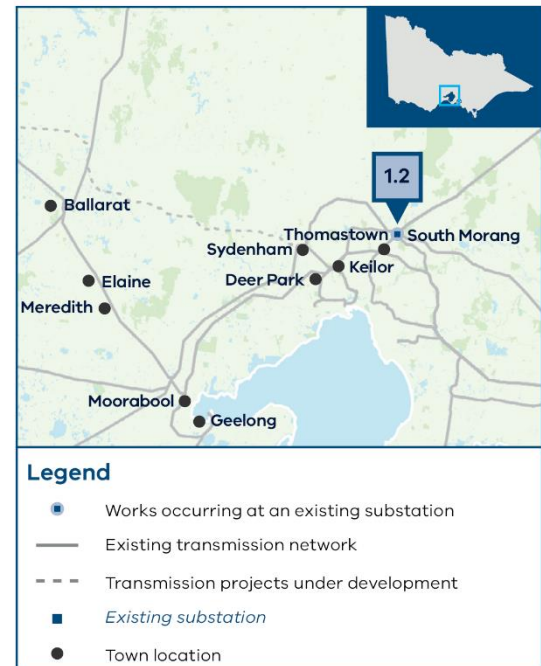 1.2
Thomastown South Morang
Ballarat
Sydenham
Keilor
Elaine
Deer Park
Meredith
Moorabool
Geelong
Legend
Works occurring at an existing substation
Existing transmission network
Transmission projects under development
Existing substation
Town location